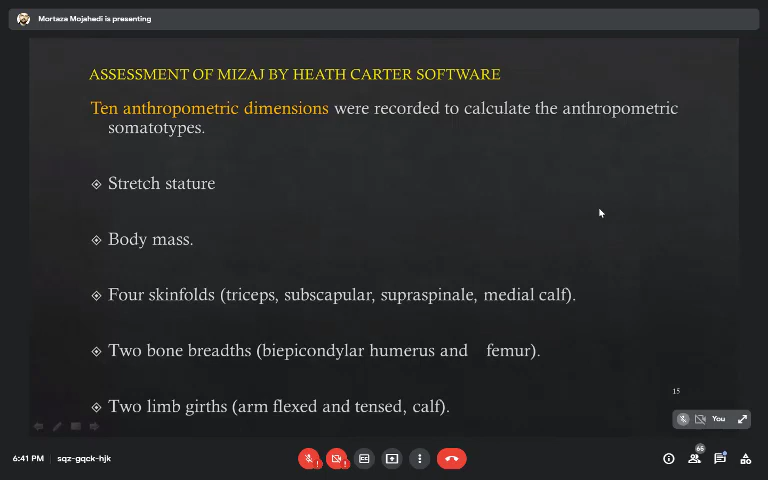 Mortaza Mojahedi is presenting
ASSESSMENT OF MIZAJ BY HEATH CARTER SOFTWARE
Ten anthropometric dimensions were recorded to calculate the anthropometric
somatotypes.
Stretch stature
Body mass.
Four skinfolds (triceps, subscapular, supraspinale, medial calf).
Two bone breadths (biepicondylar humerus and femur).
15
Two limb girths (arm flexed and tensed, calf).
You
6:41 PM | sqz-gqck-hjk
65